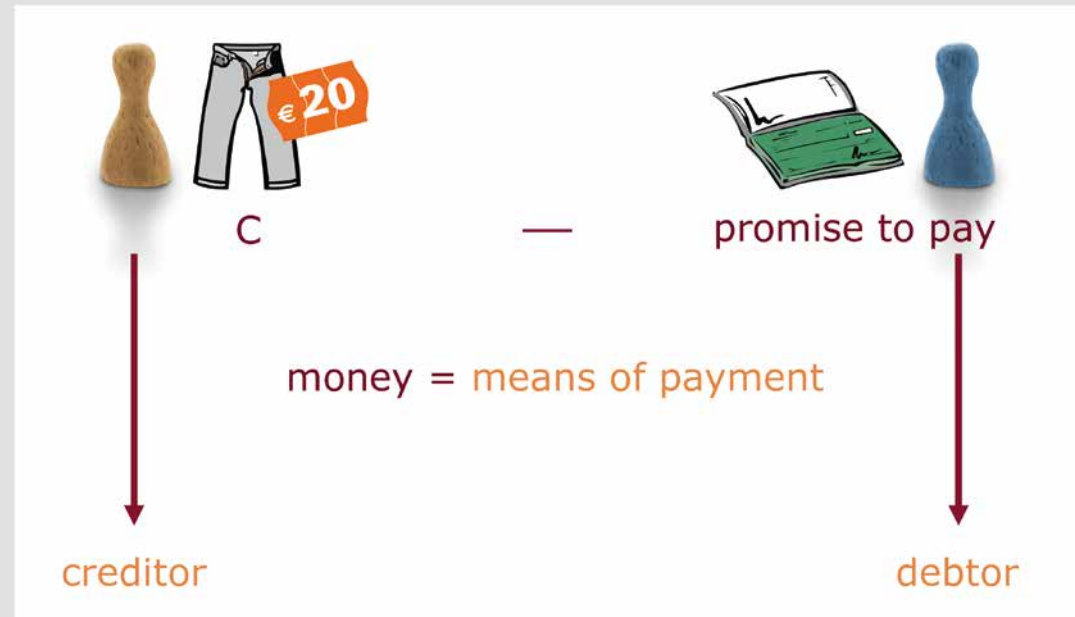 € 20
C — promise to pay
money = means of payment
creditor debtor